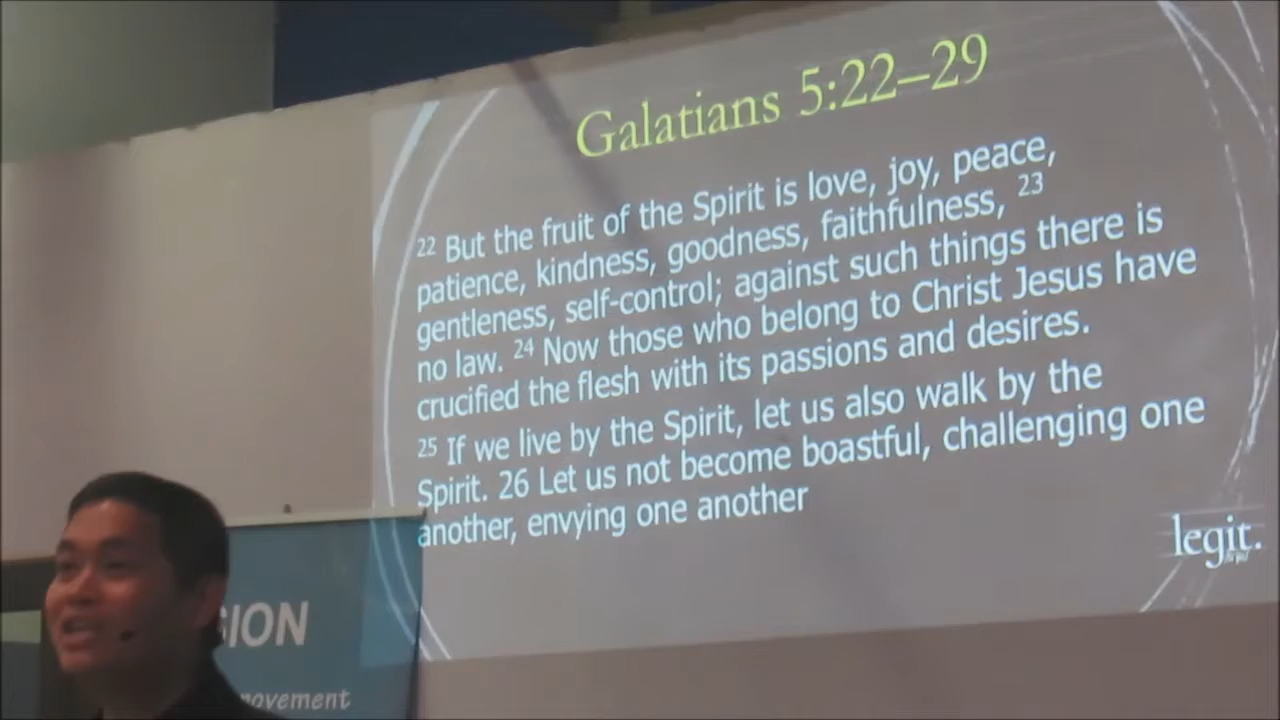 Galatians 5:22–29
22 But the fruit of the Spirit is love, joy, peace,
patience, kindness, goodness, faithfulness, 23
gentleness, self-control; against such things there is
no law. 24 Now those who belong to Christ Jesus have
crucified the flesh with its passions and desires.
25 If we live by the Spirit, let us also walk by the
Spirit. 26 Let us not become boastful, challenging one
another, envying one another
legit.
SION
movement